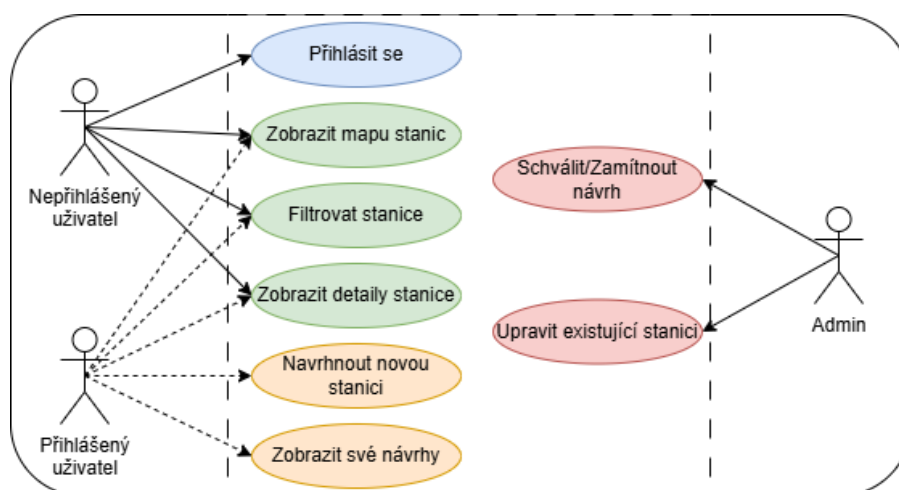 Přihlásit se
Zobrazit mapu stanic
Nepřihlášený
uživatel
Filtrovat stanice
Zobrazit detaily stanice
Navrhnout novou
stanici
Přihlášený
uživatel
Zobrazit své návrhy
Schválit/Zamítnout
návrh
Upravit existující stanici
Admin